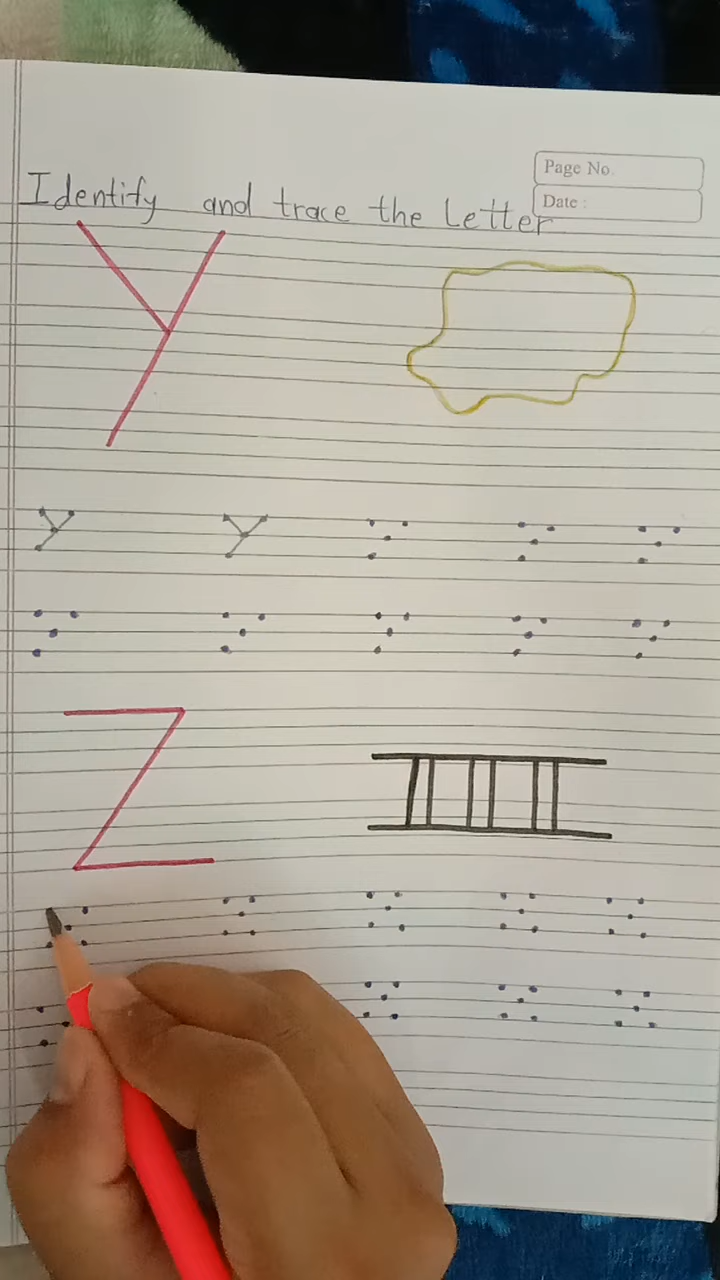 Page No.
Date :
Identify and trace the Letter
y
y y
Z